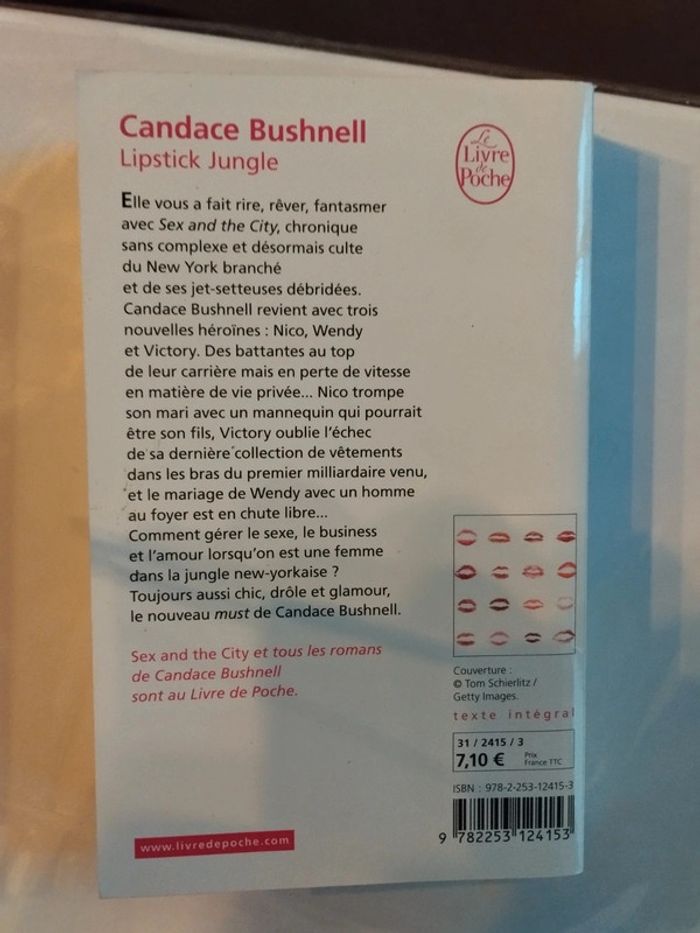 Candace Bushnell
Lipstick Jungle
Le
Livre
de
Poche
Elle vous a fait rire, rêver, fantasmer
avec Sex and the City, chronique
sans complexe et désormais culte
du New York branché
et de ses jet-setteuses débridées.
Candace Bushnell revient avec trois
nouvelles héroïnes : Nico, Wendy
et Victory. Des battantes au top
de leur carrière mais en perte de vitesse
en matière de vie privée... Nico trompe
son mari avec un mannequin qui pourrait
être son fils, Victory oublie l'échec
de sa dernière collection de vêtements
dans les bras du premier milliardaire venu,
et le mariage de Wendy avec un homme
au foyer est en chute libre...
Comment gérer le sexe, le business
et l'amour lorsqu'on est une femme
dans la jungle new-yorkaise ?
Toujours aussi chic, drôle et glamour,
le nouveau must de Candace Bushnell.
Sex and the City et tous les romans
de Candace Bushnell
sont au Livre de Poche.
Couverture :
© Tom Schierlitz /
Getty Images.
texte intégral
31 / 2415 / 3
7,10 €
Prix
France TTC
ISBN : 978-2-253-12415-3
9 782253 124153
www.livredepoche.com